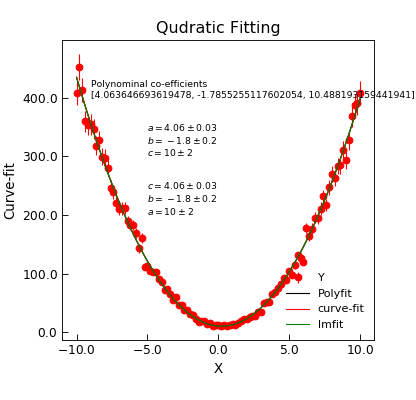 Qudratic Fitting
Polynominal co-efficients
[4.063646693619478, -1.7855255117602054, 10.488193259441941]
a = 4.06 ± 0.03
b = −1.8 ± 0.2
c = 10 ± 2
c = 4.06 ± 0.03
b = −1.8 ± 0.2
a = 10 ± 2
Curve-fit
400.0
300.0
200.0
100.0
0.0
Y
Polyfit
curve-fit
lmfit
−10.0 −5.0 0.0 5.0 10.0
X